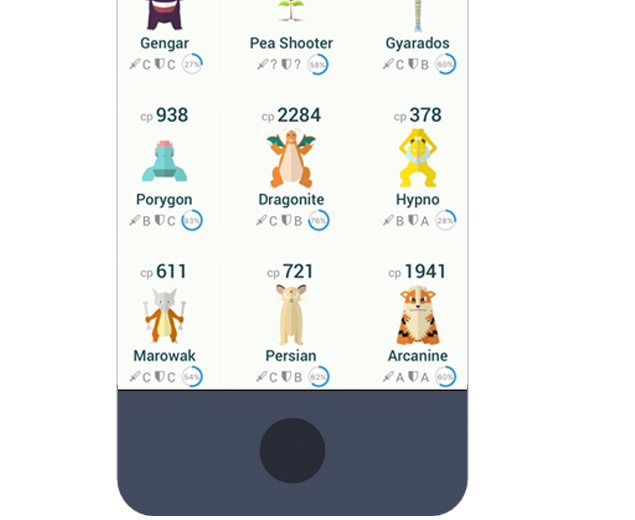 Gengar Pea Shooter Gyarados
C C 27% ? ? 58% C B 60%
cp 938 cp 2284 cp 378
Porygon Dragonite Hypno
B C 83% C B 76% B A 28%
cp 611 cp 721 cp 1941
Marowak Persian Arcanine
C C 54% C B 62% A A 60%